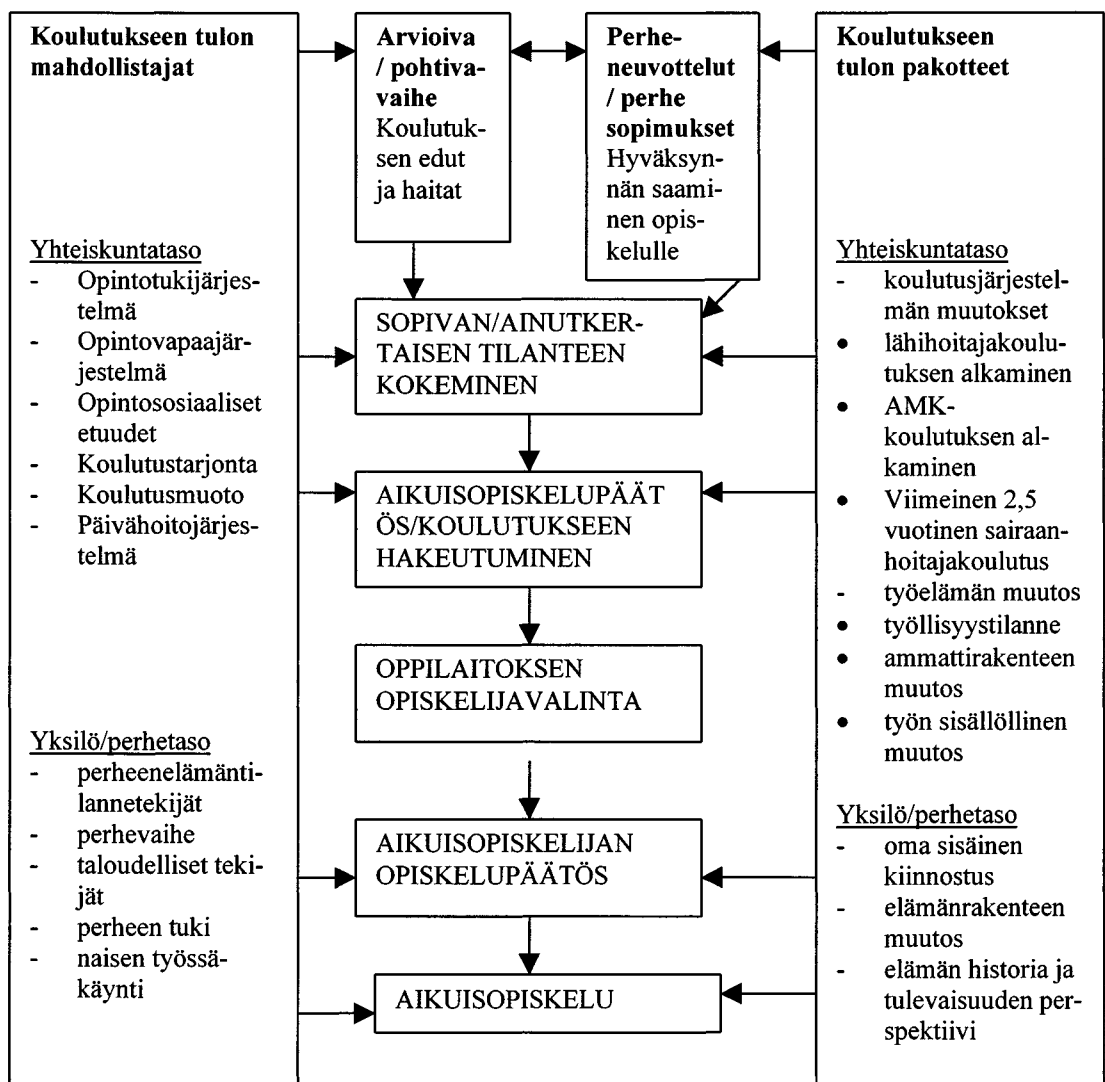 Koulutukseen tulon
mahdollistajat
Yhteiskuntataso
- Opintotukijärjes-
telmä
- Opintovapaajär-
jestelmä
- Opintososiaaliset
etuudet
- Koulutustarjonta
- Koulutusmuoto
- Päivähoitojärjes-
telmä
Yksilö/perhetaso
- perheenelämänti-
lannetekijät
- perhevaihe
- taloudelliset teki-
jät
- perheen tuki
- naisen työssä-
käynti
Arvioiva
/ pohtiva-
vaihe
Koulutuk-
sen edut
ja haitat
Perhe-
neuvottelut
/ perhe
sopimukset
Hyväksyn-
nän saami-
nen opis-
kelulle
SOPIVAN/AINUTKER-
TAISEN TILANTEEN
KOKEMINEN
AIKUISOPISKELUPÄÄT
ÖS/KOULUTUKSEEN
HAKEUTUMINEN
OPPILAITOKSEN
OPISKELIJAVALINTA
AIKUISOPISKELIJAN
OPISKELUPÄÄTÖS
AIKUISOPISKELU
Koulutukseen
tulon pakotteet
Yhteiskuntataso
- koulutusjärjestel-
män muutokset
• lähihoitajakoulu-
tuksen alkaminen
• AMK-
koulutuksen al-
kaminen
• Viimeinen 2,5
vuotinen sairaan-
hoitajakoulutus
- työelämän muutos
• työllisyystilanne
• ammattirakenteen
muutos
• työn sisällöllinen
muutos
Yksilö/perhetaso
- oma sisäinen
kiinnostus
- elämänrakenteen
muutos
- elämän historia ja
tulevaisuuden per-
spektiivi